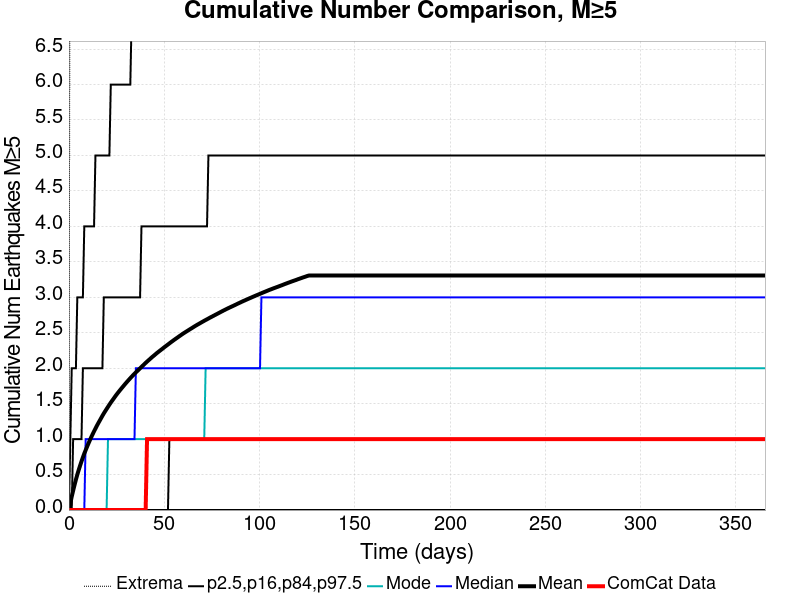 Cumulative Number Comparison, M≥5
Cumulative Num Earthquakes M≥5
6.5
6.0
5.5
5.0
4.5
4.0
3.5
3.0
2.5
2.0
1.5
1.0
0.5
0.0
0 50 100 150 200 250 300 350
Time (days)
Extrema p2.5,p16,p84,p97.5 Mode Median Mean ComCat Data